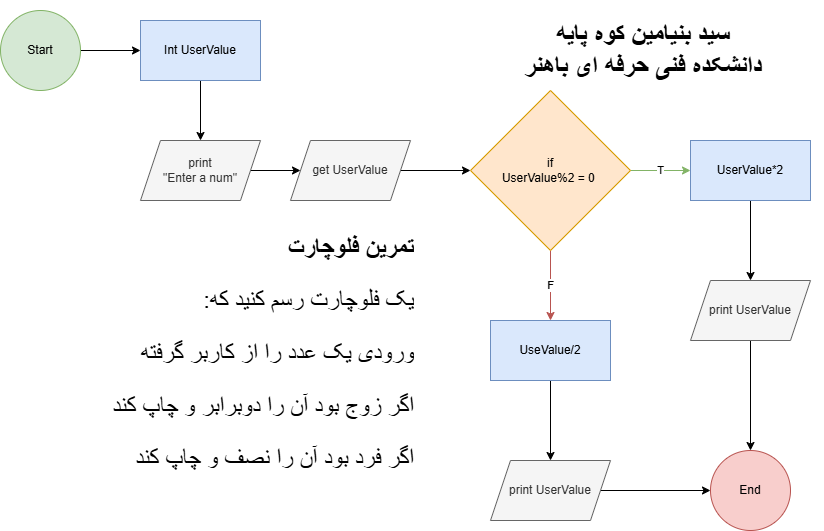 سید بنیامین کوه پایه
دانشکده فنی حرفه ای باهنر
Start
Int UserValue
print
"Enter a num"
get UserValue
if
UserValue%2 = 0
T
UserValue*2
print UserValue
F
UseValue/2
print UserValue
End
تمرین فلوچارت
یک فلوچارت رسم کنید که:
ورودی یک عدد را از کاربر گرفته
اگر زوج بود آن را دوبرابر و چاپ کند
اگر فرد بود آن را نصف و چاپ کند